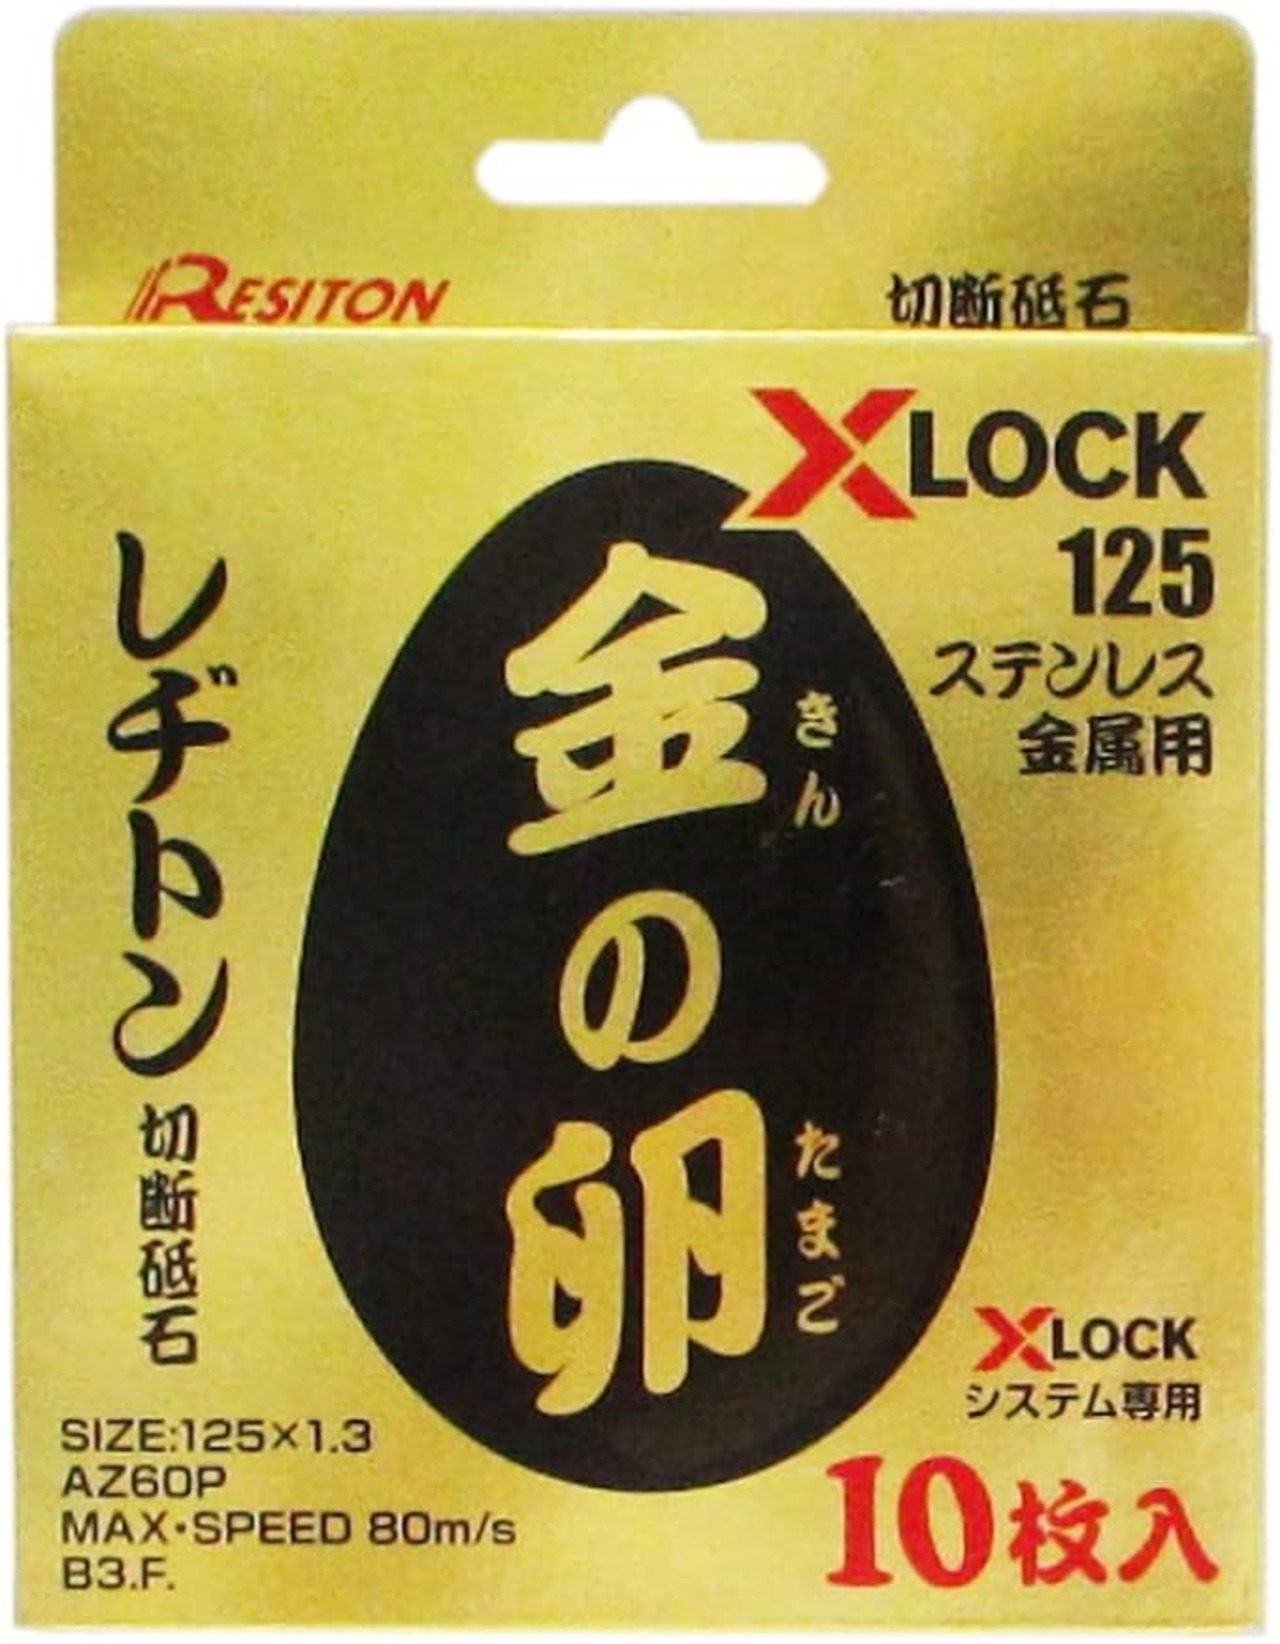 RESITON
切断砥石
XLOCK
125
ステンレス
金属用
レヂトン
切断砥石
金の卵
きん
たまご
XLOCK
システム専用
SIZE:125×1.3
AZ60P
MAX・SPEED 80m/s
B3.F.
10枚入